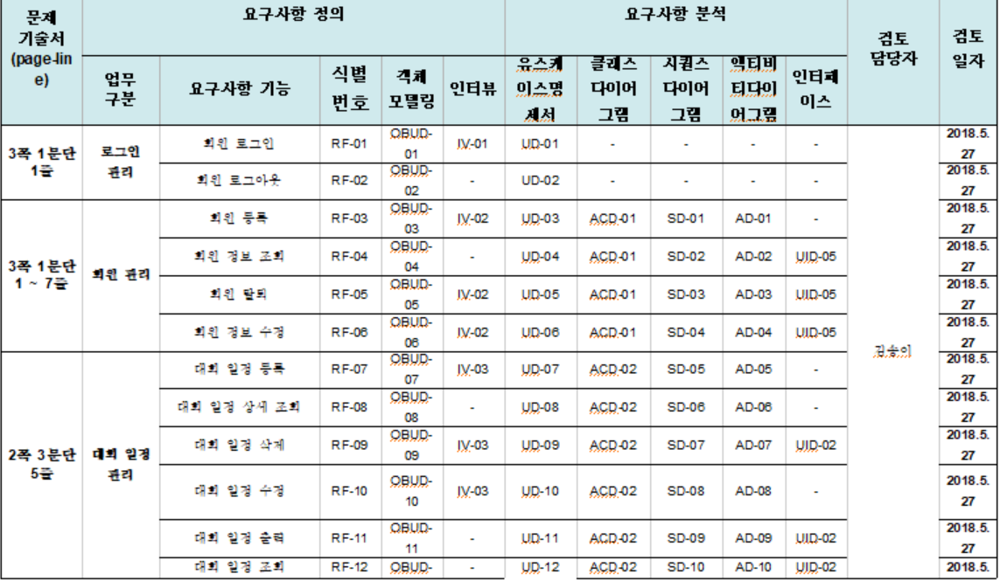 문제 기술서 (page-line) 요구사항 정의 요구사항 분석 검토 담당자 검토 일자
업무 구분 요구사항 기능 식별 번호 객체 모델링 인터뷰 유스케이스명세서 클래스 다이어그램 시퀀스 다이어그램 액티비티다이어그램 인터페이스
3쪽 1문단 1줄 로그인 관리 회원 로그인 RF-01 OBUD-01 IV-01 UD-01 - - - - 김송이 2018.5.27
회원 로그아웃 RF-02 OBUD-02 - UD-02 - - - - 2018.5.27
3쪽 1문단 1 ~ 7줄 회원 관리 회원 등록 RF-03 OBUD-03 IV-02 UD-03 ACD-01 SD-01 AD-01 - 2018.5.27
회원 정보 조회 RF-04 OBUD-04 - UD-04 ACD-01 SD-02 AD-02 UID-05 2018.5.27
회원 탈퇴 RF-05 OBUD-05 IV-02 UD-05 ACD-01 SD-03 AD-03 UID-05 2018.5.27
회원 정보 수정 RF-06 OBUD-06 IV-02 UD-06 ACD-01 SD-04 AD-04 UID-05 2018.5.27
2쪽 3문단 5줄 대회 일정 관리 대회 일정 등록 RF-07 OBUD-07 IV-03 UD-07 ACD-02 SD-05 AD-05 - 2018.5.27
대회 일정 상세 조회 RF-08 OBUD-08 - UD-08 ACD-02 SD-06 AD-06 - 2018.5.27
대회 일정 삭제 RF-09 OBUD-09 IV-03 UD-09 ACD-02 SD-07 AD-07 UID-02 2018.5.27
대회 일정 수정 RF-10 OBUD-10 IV-03 UD-10 ACD-02 SD-08 AD-08 - 2018.5.27
대회 일정 출력 RF-11 OBUD-11 - UD-11 ACD-02 SD-09 AD-09 UID-02 2018.5.27
대회 일정 조회 RF-12 OBUD- - UD-12 ACD-02 SD-10 AD-10 UID-02 2018.5.